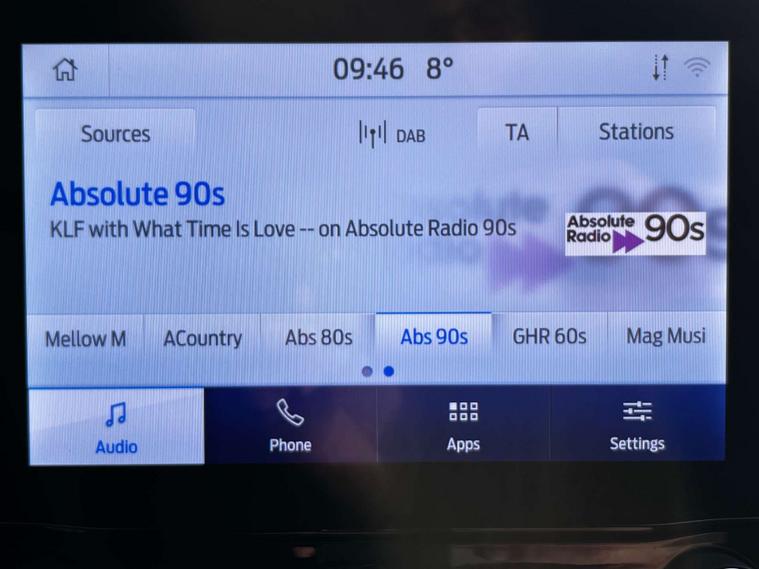 09:46 8°
Sources DAB TA Stations
Absolute 90s
KLF with What Time Is Love -- on Absolute Radio 90s
Absolute Radio 90s
Mellow M ACountry Abs 80s Abs 90s GHR 60s Mag Musi
Audio Phone Apps Settings